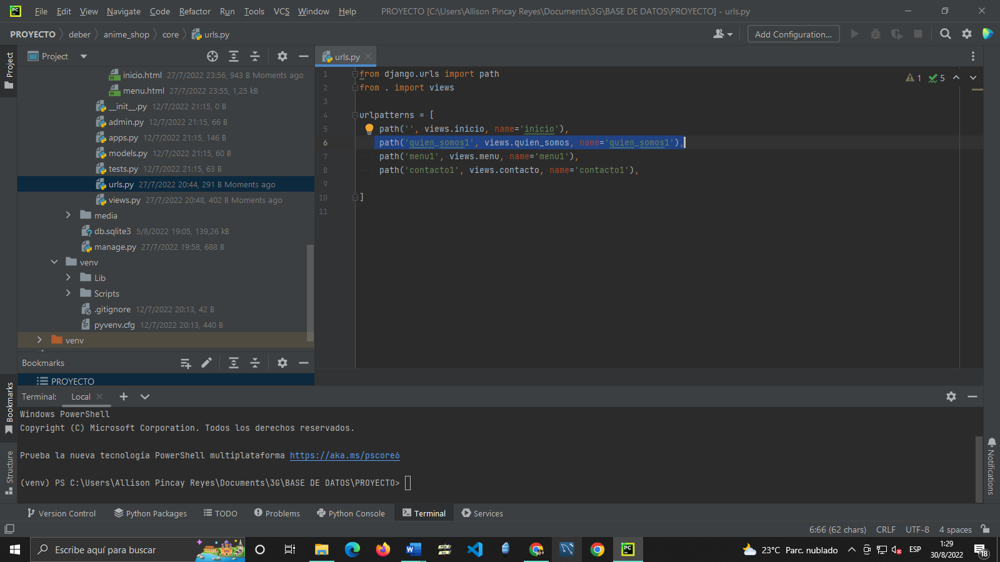 File Edit View Navigate Code Refactor Run Tools VCS Window Help PROYECTO [C:\Users\Allison Pincay Reyes\Documents\3G\BASE DE DATOS\PROYECTO] - urls.py
PROYECTO deber anime_shop core urls.py Add Configuration...
Project
urls.py
inicio.html 27/7/2022 23:56, 943 B Moments ago
menu.html 27/7/2022 23:55, 1,25 kB
__init__.py 12/7/2022 21:15, 0 B
admin.py 12/7/2022 21:15, 66 B
apps.py 12/7/2022 21:15, 146 B
models.py 12/7/2022 21:15, 60 B
tests.py 12/7/2022 21:15, 63 B
urls.py 27/7/2022 20:44, 291 B Moments ago
views.py 27/7/2022 20:48, 402 B Moments ago
media
db.sqlite3 5/8/2022 19:05, 139,26 kB
manage.py 27/7/2022 19:58, 688 B
venv
Lib
Scripts
.gitignore 12/7/2022 20:13, 42 B
pyvenv.cfg 12/7/2022 20:13, 440 B
venv
1 from django.urls import path
2 from . import views
3
4 urlpatterns = [
5 path('', views.inicio, name='inicio'),
6 path('quien_somos1', views.quien_somos, name='quien_somos1'),
7 path('menu1', views.menu, name='menu1'),
8 path('contacto1', views.contacto, name='contacto1'),
9
10 ]
11
1 5
Project
Bookmarks
Structure
Notifications
Bookmarks
PROYECTO
Terminal: Local
Windows PowerShell
Copyright (C) Microsoft Corporation. Todos los derechos reservados.
Prueba la nueva tecnología PowerShell multiplataforma https://aka.ms/pscore6
(venv) PS C:\Users\Allison Pincay Reyes\Documents\3G\BASE DE DATOS\PROYECTO>
Version Control Python Packages TODO Problems Python Console Terminal Services
6:66 (62 chars) CRLF UTF-8 4 spaces
Escribe aquí para buscar
23°C Parc. nublado ESP
1:29
30/8/2022
18